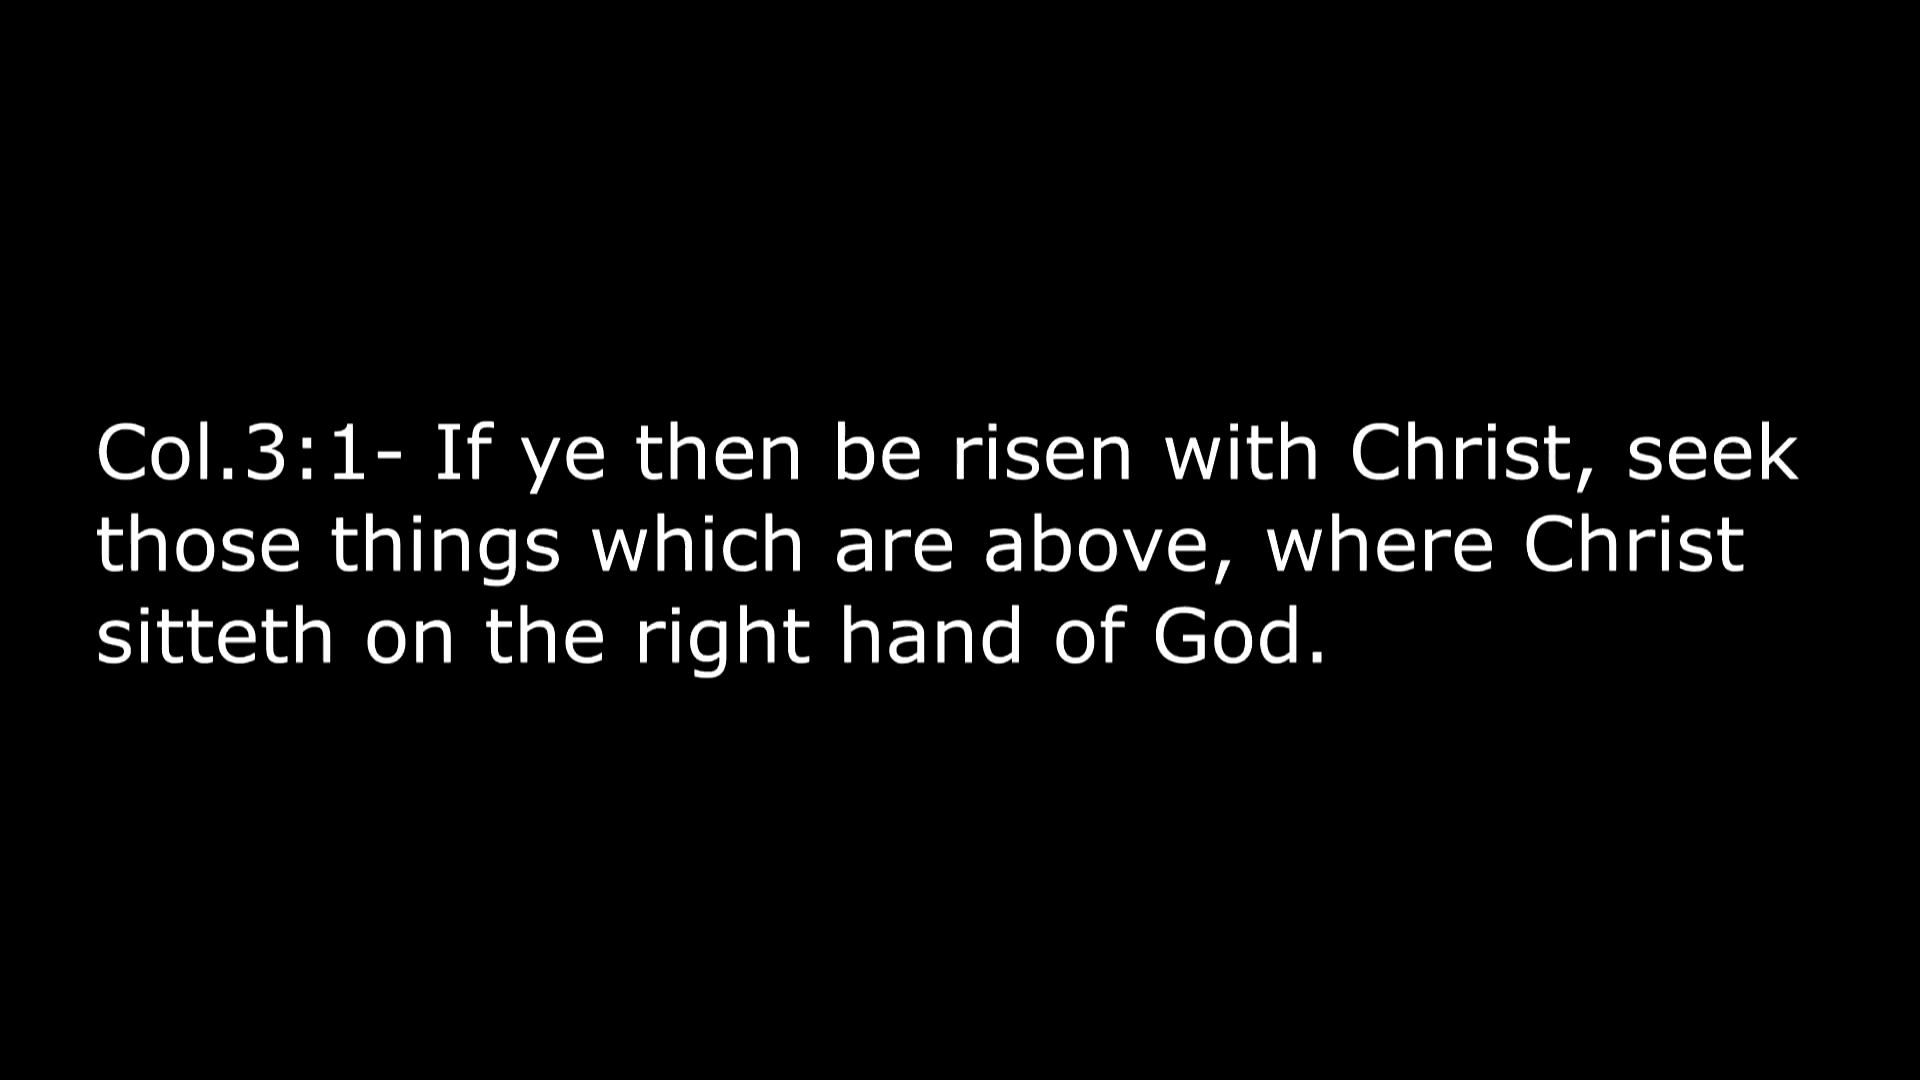 Col.3:1- If ye then be risen with Christ, seek
those things which are above, where Christ
sitteth on the right hand of God.